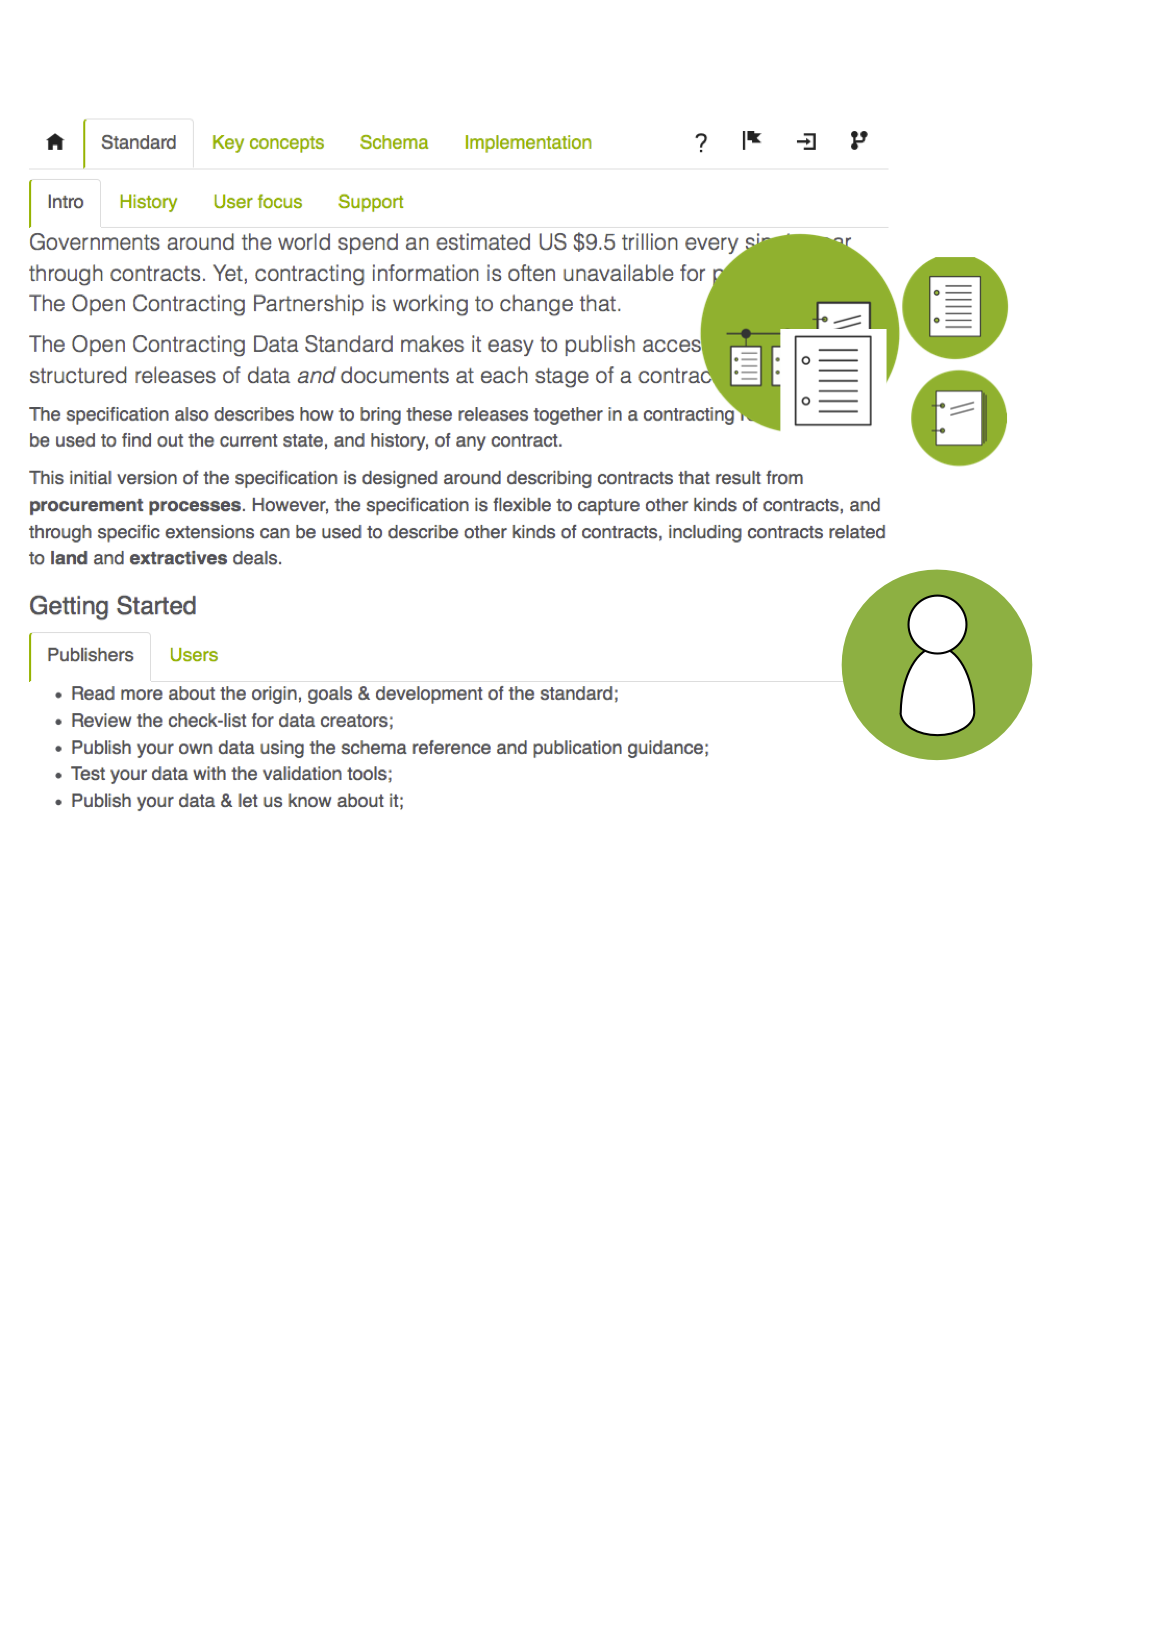 Standard Key concepts Schema Implementation ?
Intro History User focus Support
Governments around the world spend an estimated US $9.5 trillion every
through contracts. Yet, contracting information is often unavailable for
The Open Contracting Partnership is working to change that.
The Open Contracting Data Standard makes it easy to publish
structured releases of data and documents at each stage of a
The specification also describes how to bring these releases together in a contracting
be used to find out the current state, and history, of any contract.
This initial version of the specification is designed around describing contracts that result from
procurement processes. However, the specification is flexible to capture other kinds of contracts, and
through specific extensions can be used to describe other kinds of contracts, including contracts related
to land and extractives deals.
Getting Started
Publishers Users
• Read more about the origin, goals & development of the standard;
• Review the check-list for data creators;
• Publish your own data using the schema reference and publication guidance;
• Test your data with the validation tools;
• Publish your data & let us know about it;